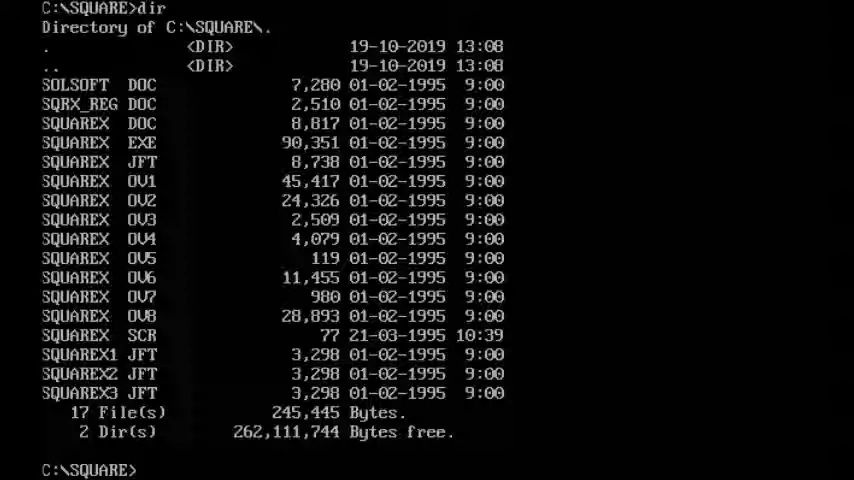 C:\SQUARE>dir
Directory of C:\SQUARE\.
. <DIR> 19-10-2019 13:08
.. <DIR> 19-10-2019 13:08
SOLSOFT DOC 7,280 01-02-1995 9:00
SQRX_REG DOC 2,510 01-02-1995 9:00
SQUAREX DOC 8,817 01-02-1995 9:00
SQUAREX EXE 90,351 01-02-1995 9:00
SQUAREX JFT 8,738 01-02-1995 9:00
SQUAREX OV1 45,417 01-02-1995 9:00
SQUAREX OV2 24,326 01-02-1995 9:00
SQUAREX OV3 2,509 01-02-1995 9:00
SQUAREX OV4 4,079 01-02-1995 9:00
SQUAREX OV5 119 01-02-1995 9:00
SQUAREX OV6 11,455 01-02-1995 9:00
SQUAREX OV7 980 01-02-1995 9:00
SQUAREX OV8 28,893 01-02-1995 9:00
SQUAREX SCR 77 21-03-1995 10:39
SQUAREX1 JFT 3,298 01-02-1995 9:00
SQUAREX2 JFT 3,298 01-02-1995 9:00
SQUAREX3 JFT 3,298 01-02-1995 9:00
17 File(s) 245,445 Bytes.
2 Dir(s) 262,111,744 Bytes free.
C:\SQUARE>